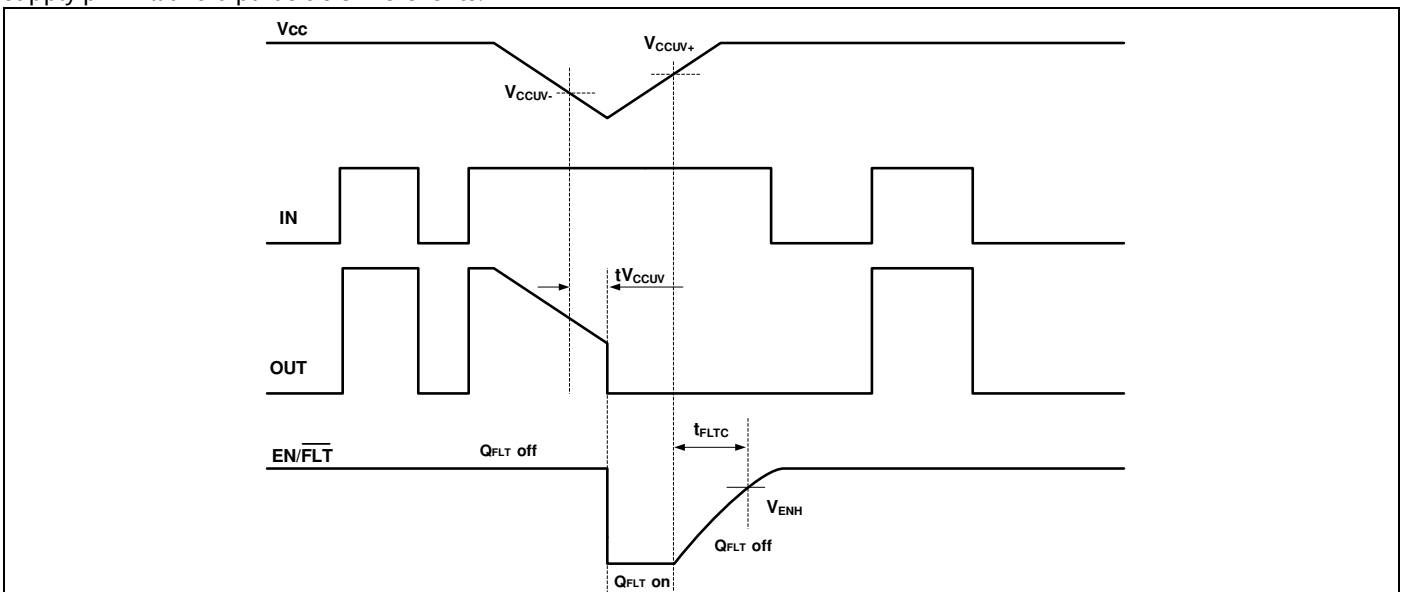 Vcc
VCCUV+
VCCUV-
IN
tVCCUV
OUT
tFLTC
EN/FLT
QFLT off
VENH
QFLT off
QFLT on